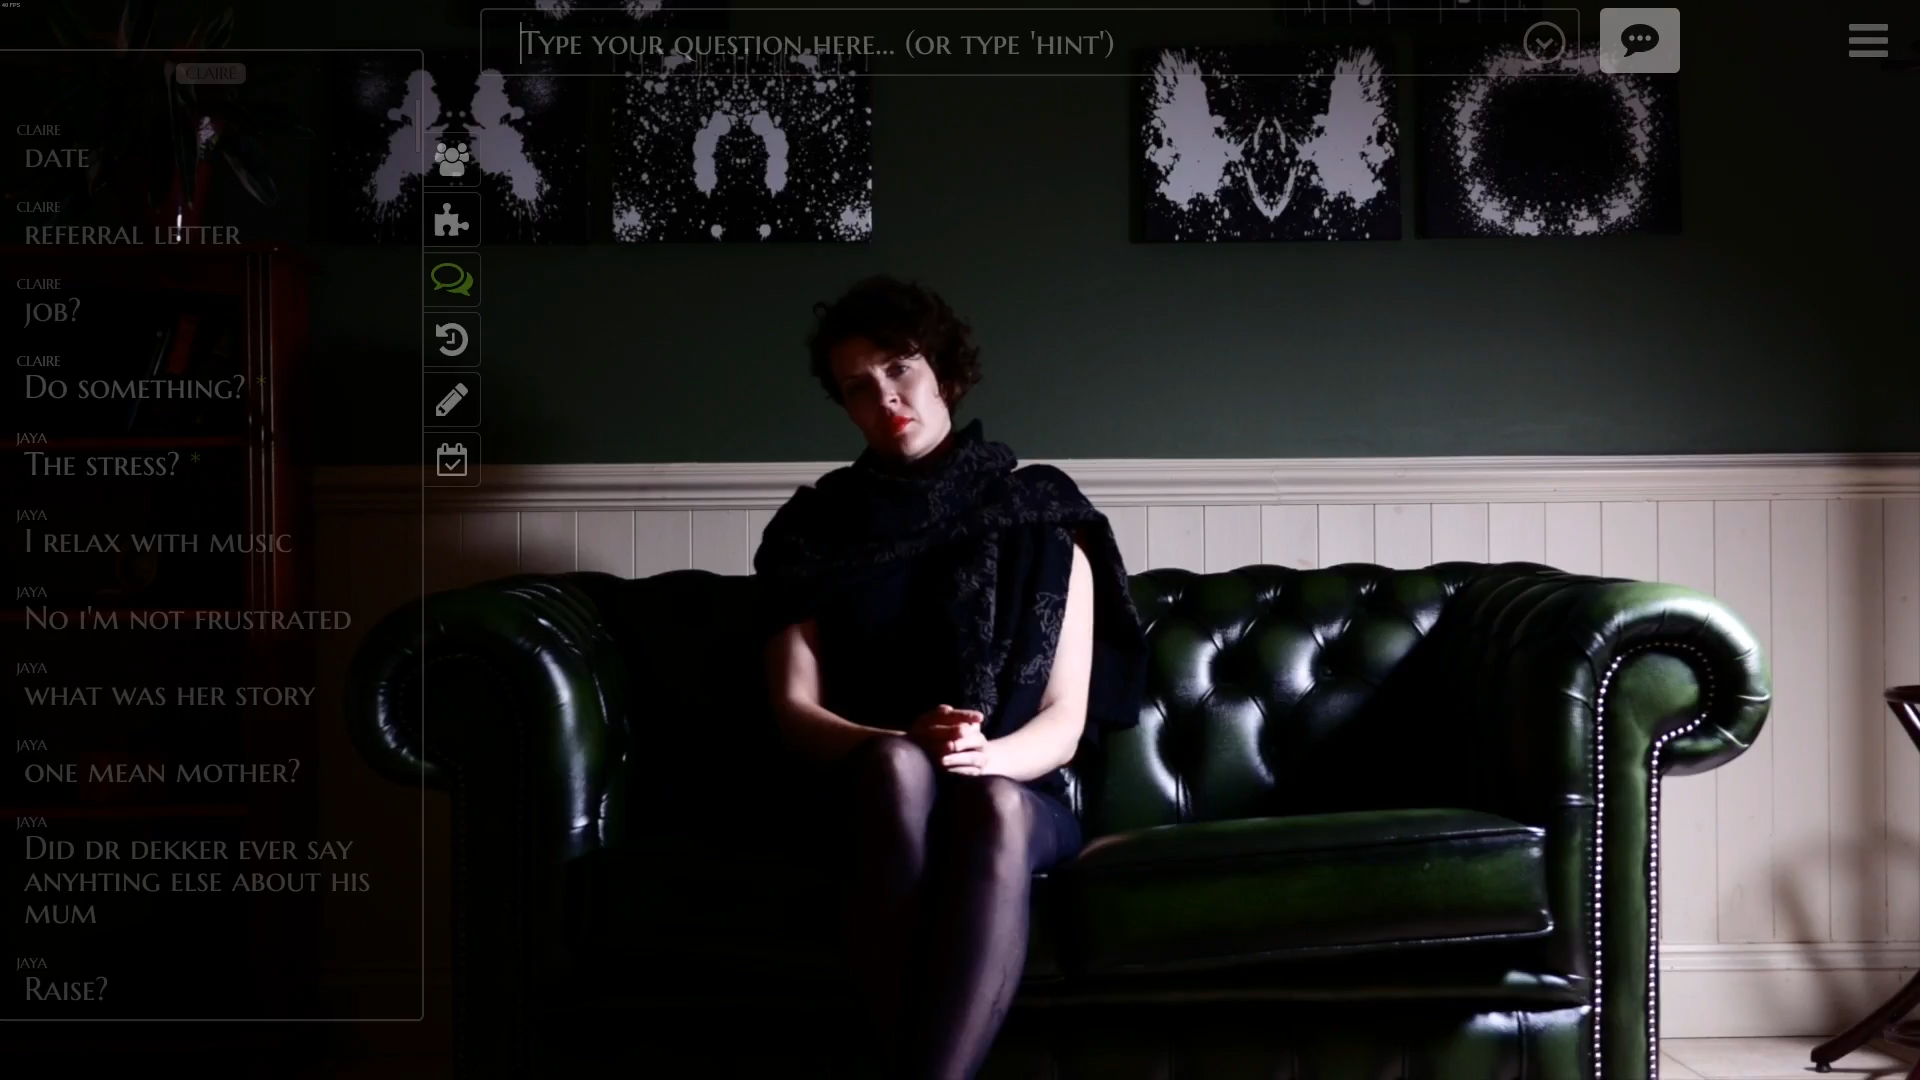 40 FPS
Type your question here... (or type 'hint')
CLAIRE
CLAIRE
DATE
CLAIRE
REFERRAL LETTER
CLAIRE
JOB?
CLAIRE
Do something? *
JAYA
The stress? *
JAYA
I RELAX WITH MUSIC
JAYA
No i'm not frustrated
JAYA
WHAT WAS HER STORY
JAYA
ONE MEAN MOTHER?
JAYA
Did dr dekker ever say
anyhting else about his
mum
JAYA
Raise?